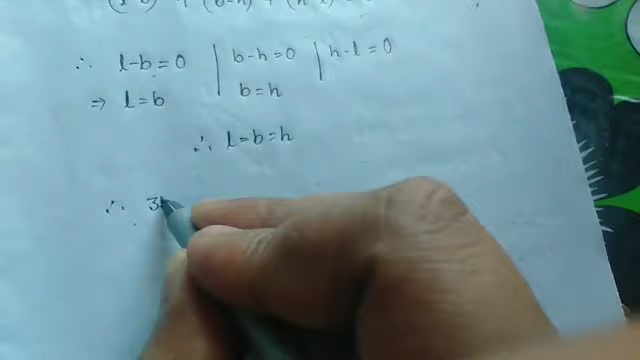 ∴ l-b=0 | b-h=0 | h-l=0
⇒ l=b b=h
∴ l=b=h
∴ 3